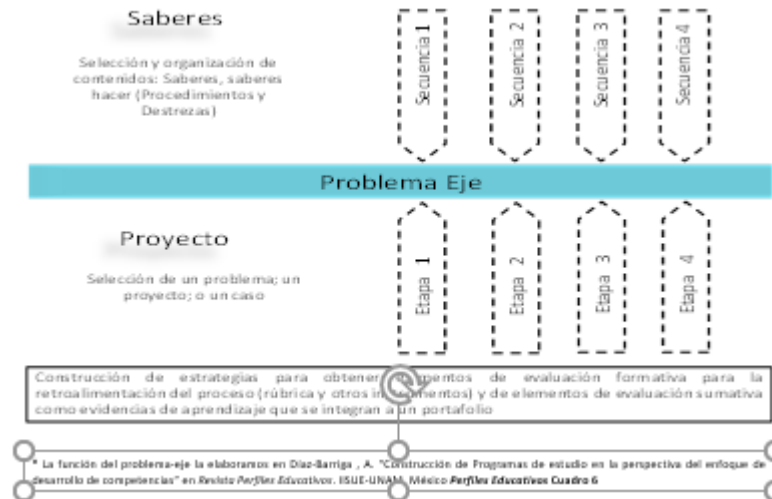 Saberes
Selección y organización de
contenidos: Saberes, saberes
hacer (Procedimientos y
Destrezas)
Secuencia 1
Secuencia 2
Secuencia 3
Secuencia 4
Problema Eje
Proyecto
Selección de un problema; un
proyecto; o un caso
Etapa 1
Etapa 2
Etapa 3
Etapa 4
Construcción de estrategias para obtener de evaluación formativa para la
retroalimentación del proceso (rúbrica y otros) y de elementos de evaluación sumativa
como evidencias de aprendizaje que se integran a un portafolio
* La función del problema-eje la elaboramos en Díaz-Barriga , A. "Construcción de Programas de estudio en la perspectiva del enfoque de
desarrollo de competencias" en Revista Perfiles Educativos. IISUE-UNAM, México Perfiles Educativos Cuadro 6